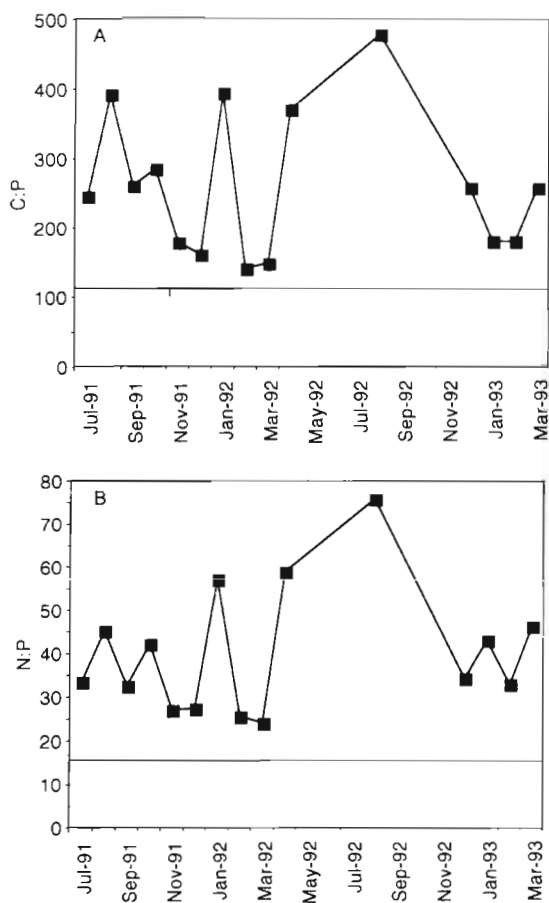 A
500
400
300
200
100
0
C:P
Jul-91
Sep-91
Nov-91
Jan-92
Mar-92
May-92
Jul-92
Sep-92
Nov-92
Jan-93
Mar-93
B
80
70
60
50
40
30
20
10
0
N:P
Jul-91
Sep-91
Nov-91
Jan-92
Mar-92
May-92
Jul-92
Sep-92
Nov-92
Jan-93
Mar-93